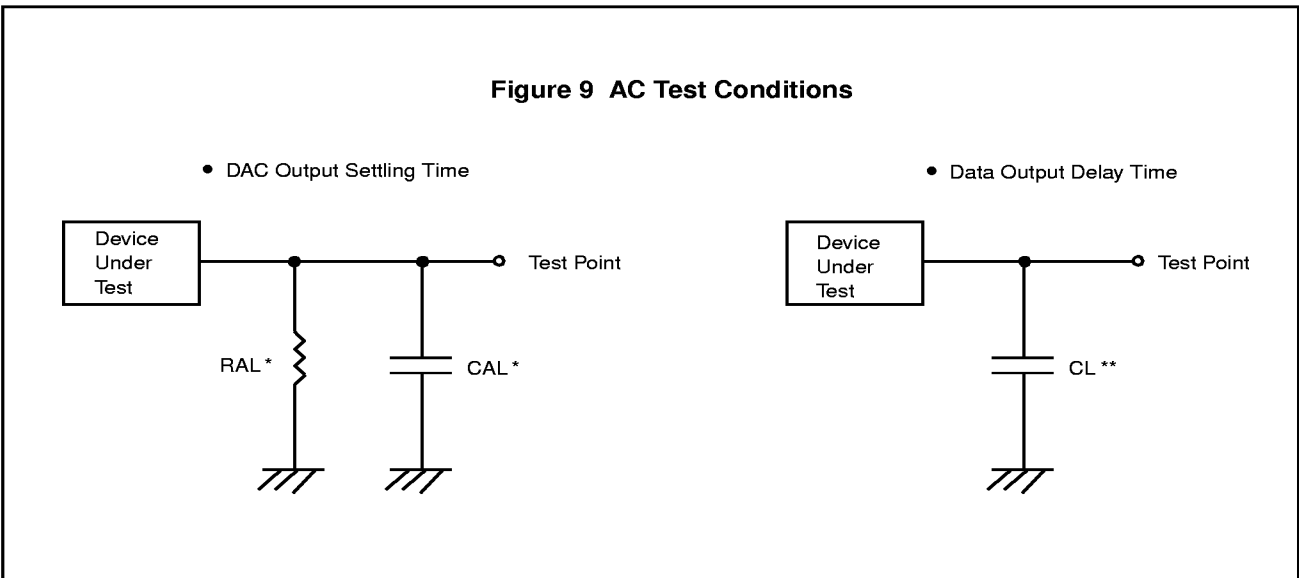 Figure 9 AC Test Conditions
• DAC Output Settling Time
Device
Under
Test
Test Point
RAL *
CAL *
• Data Output Delay Time
Device
Under
Test
Test Point
CL **